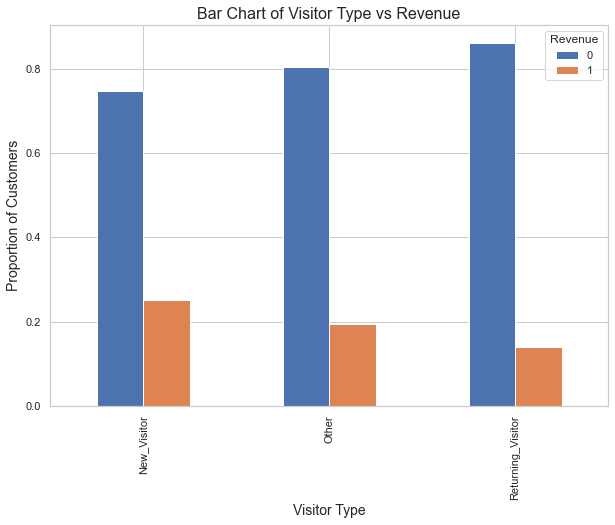 Bar Chart of Visitor Type vs Revenue
Revenue
0
1
0.8
0.6
0.4
0.2
0.0
Proportion of Customers
New_Visitor
Other
Returning_Visitor
Visitor Type